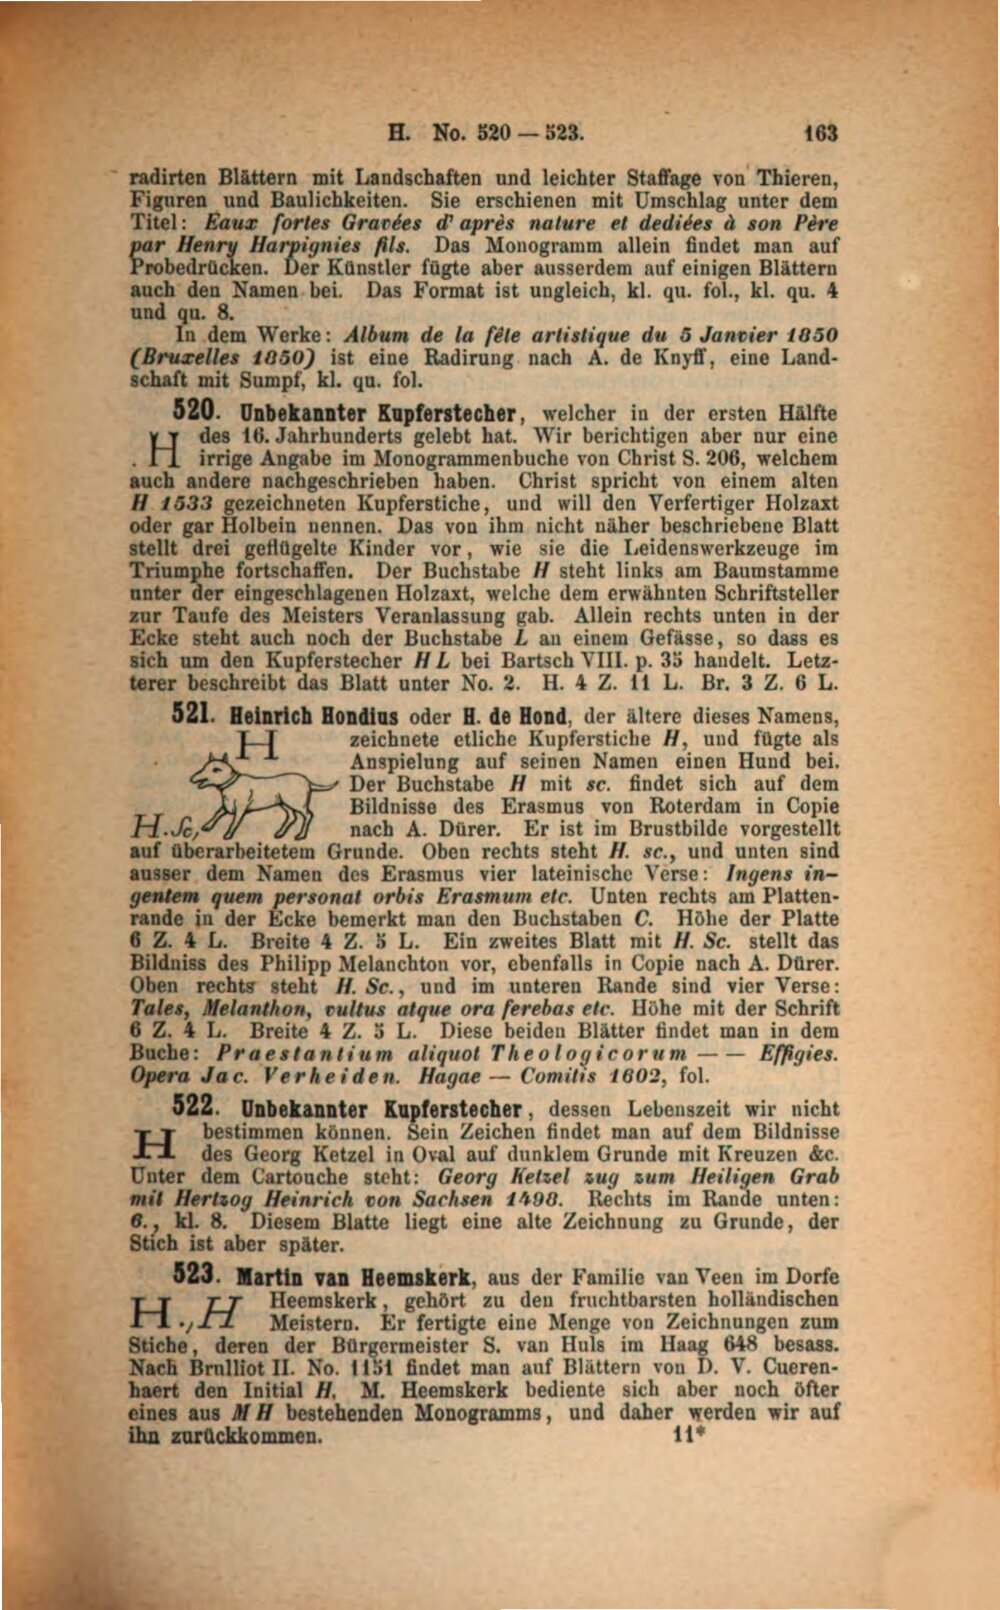 H. No. 520 — 523. 163
radirten Blättern mit Landschaften und leichter Staffage von Thieren,
Figuren und Baulichkeiten. Sie erschienen mit Umschlag unter dem
Titel: Eaux fortes Gravées d'après nature et dediées à son Père
par Henry Harpignies fils. Das Monogramm allein findet man auf
Probedrücken. Der Künstler fügte aber ausserdem auf einigen Blättern
auch den Namen bei. Das Format ist ungleich, kl. qu. fol., kl. qu. 4
und qu. 8.
In dem Werke: Album de la fête artistique du 5 Janvier 1850
(Bruxelles 1850) ist eine Radirung nach A. de Knyff, eine Land-
schaft mit Sumpf, kl. qu. fol.
520. Unbekannter Kupferstecher, welcher in der ersten Hälfte
des 16. Jahrhunderts gelebt hat. Wir berichtigen aber nur eine
. H irrige Angabe im Monogrammenbuche von Christ S. 206, welchem
auch andere nachgeschrieben haben. Christ spricht von einem alten
H 1533 gezeichneten Kupferstiche, und will den Verfertiger Holzaxt
oder gar Holbein nennen. Das von ihm nicht näher beschriebene Blatt
stellt drei geflügelte Kinder vor, wie sie die Leidenswerkzeuge im
Triumphe fortschaffen. Der Buchstabe H steht links am Baumstamme
unter der eingeschlagenen Holzaxt, welche dem erwähnten Schriftsteller
zur Taufe des Meisters Veranlassung gab. Allein rechts unten in der
Ecke steht auch noch der Buchstabe L an einem Gefässe, so dass es
sich um den Kupferstecher HL bei Bartsch VIII. p. 35 handelt. Letz-
terer beschreibt das Blatt unter No. 2. H. 4 Z. 11 L. Br. 3 Z. 6 L.
521. Heinrich Hondius oder H. de Hond, der ältere dieses Namens,
H zeichnete etliche Kupferstiche H, und fügte als
Anspielung auf seinen Namen einen Hund bei.
Der Buchstabe H mit sc. findet sich auf dem
Bildnisse des Erasmus von Roterdam in Copie
H.Sc, nach A. Dürer. Er ist im Brustbilde vorgestellt
auf überarbeitetem Grunde. Oben rechts steht H. sc., und unten sind
ausser dem Namen des Erasmus vier lateinische Verse: Ingens in-
gentem quem personat orbis Erasmum etc. Unten rechts am Platten-
rande in der Ecke bemerkt man den Buchstaben C. Höhe der Platte
6 Z. 4 L. Breite 4 Z. 5 L. Ein zweites Blatt mit H. Sc. stellt das
Bildniss des Philipp Melanchton vor, ebenfalls in Copie nach A. Dürer.
Oben rechts steht H. Sc., und im unteren Rande sind vier Verse:
Tales, Melanthon, vultus atque ora ferebas etc. Höhe mit der Schrift
6 Z. 4 L. Breite 4 Z. 5 L. Diese beiden Blätter findet man in dem
Buche: Praestantium aliquot Theologicorum — — Effigies.
Opera Jac. Verheiden. Hagae — Comitis 1602, fol.
522. Unbekannter Kupferstecher, dessen Lebenszeit wir nicht
H bestimmen können. Sein Zeichen findet man auf dem Bildnisse
des Georg Ketzel in Oval auf dunklem Grunde mit Kreuzen &c.
Unter dem Cartouche steht: Georg Ketzel zug zum Heiligen Grab
mit Hertzog Heinrich von Sachsen 1498. Rechts im Rande unten:
6., kl. 8. Diesem Blatte liegt eine alte Zeichnung zu Grunde, der
Stich ist aber später.
523. Martin van Heemskerk, aus der Familie van Veen im Dorfe
H., H Heemskerk, gehört zu den fruchtbarsten holländischen
Meistern. Er fertigte eine Menge von Zeichnungen zum
Stiche, deren der Bürgermeister S. van Huls im Haag 648 besass.
Nach Brulliot II. No. 1151 findet man auf Blättern von D. V. Cueren-
haert den Initial H. M. Heemskerk bediente sich aber noch öfter
eines aus MH bestehenden Monogramms, und daher werden wir auf
ihn zurückkommen. 11*